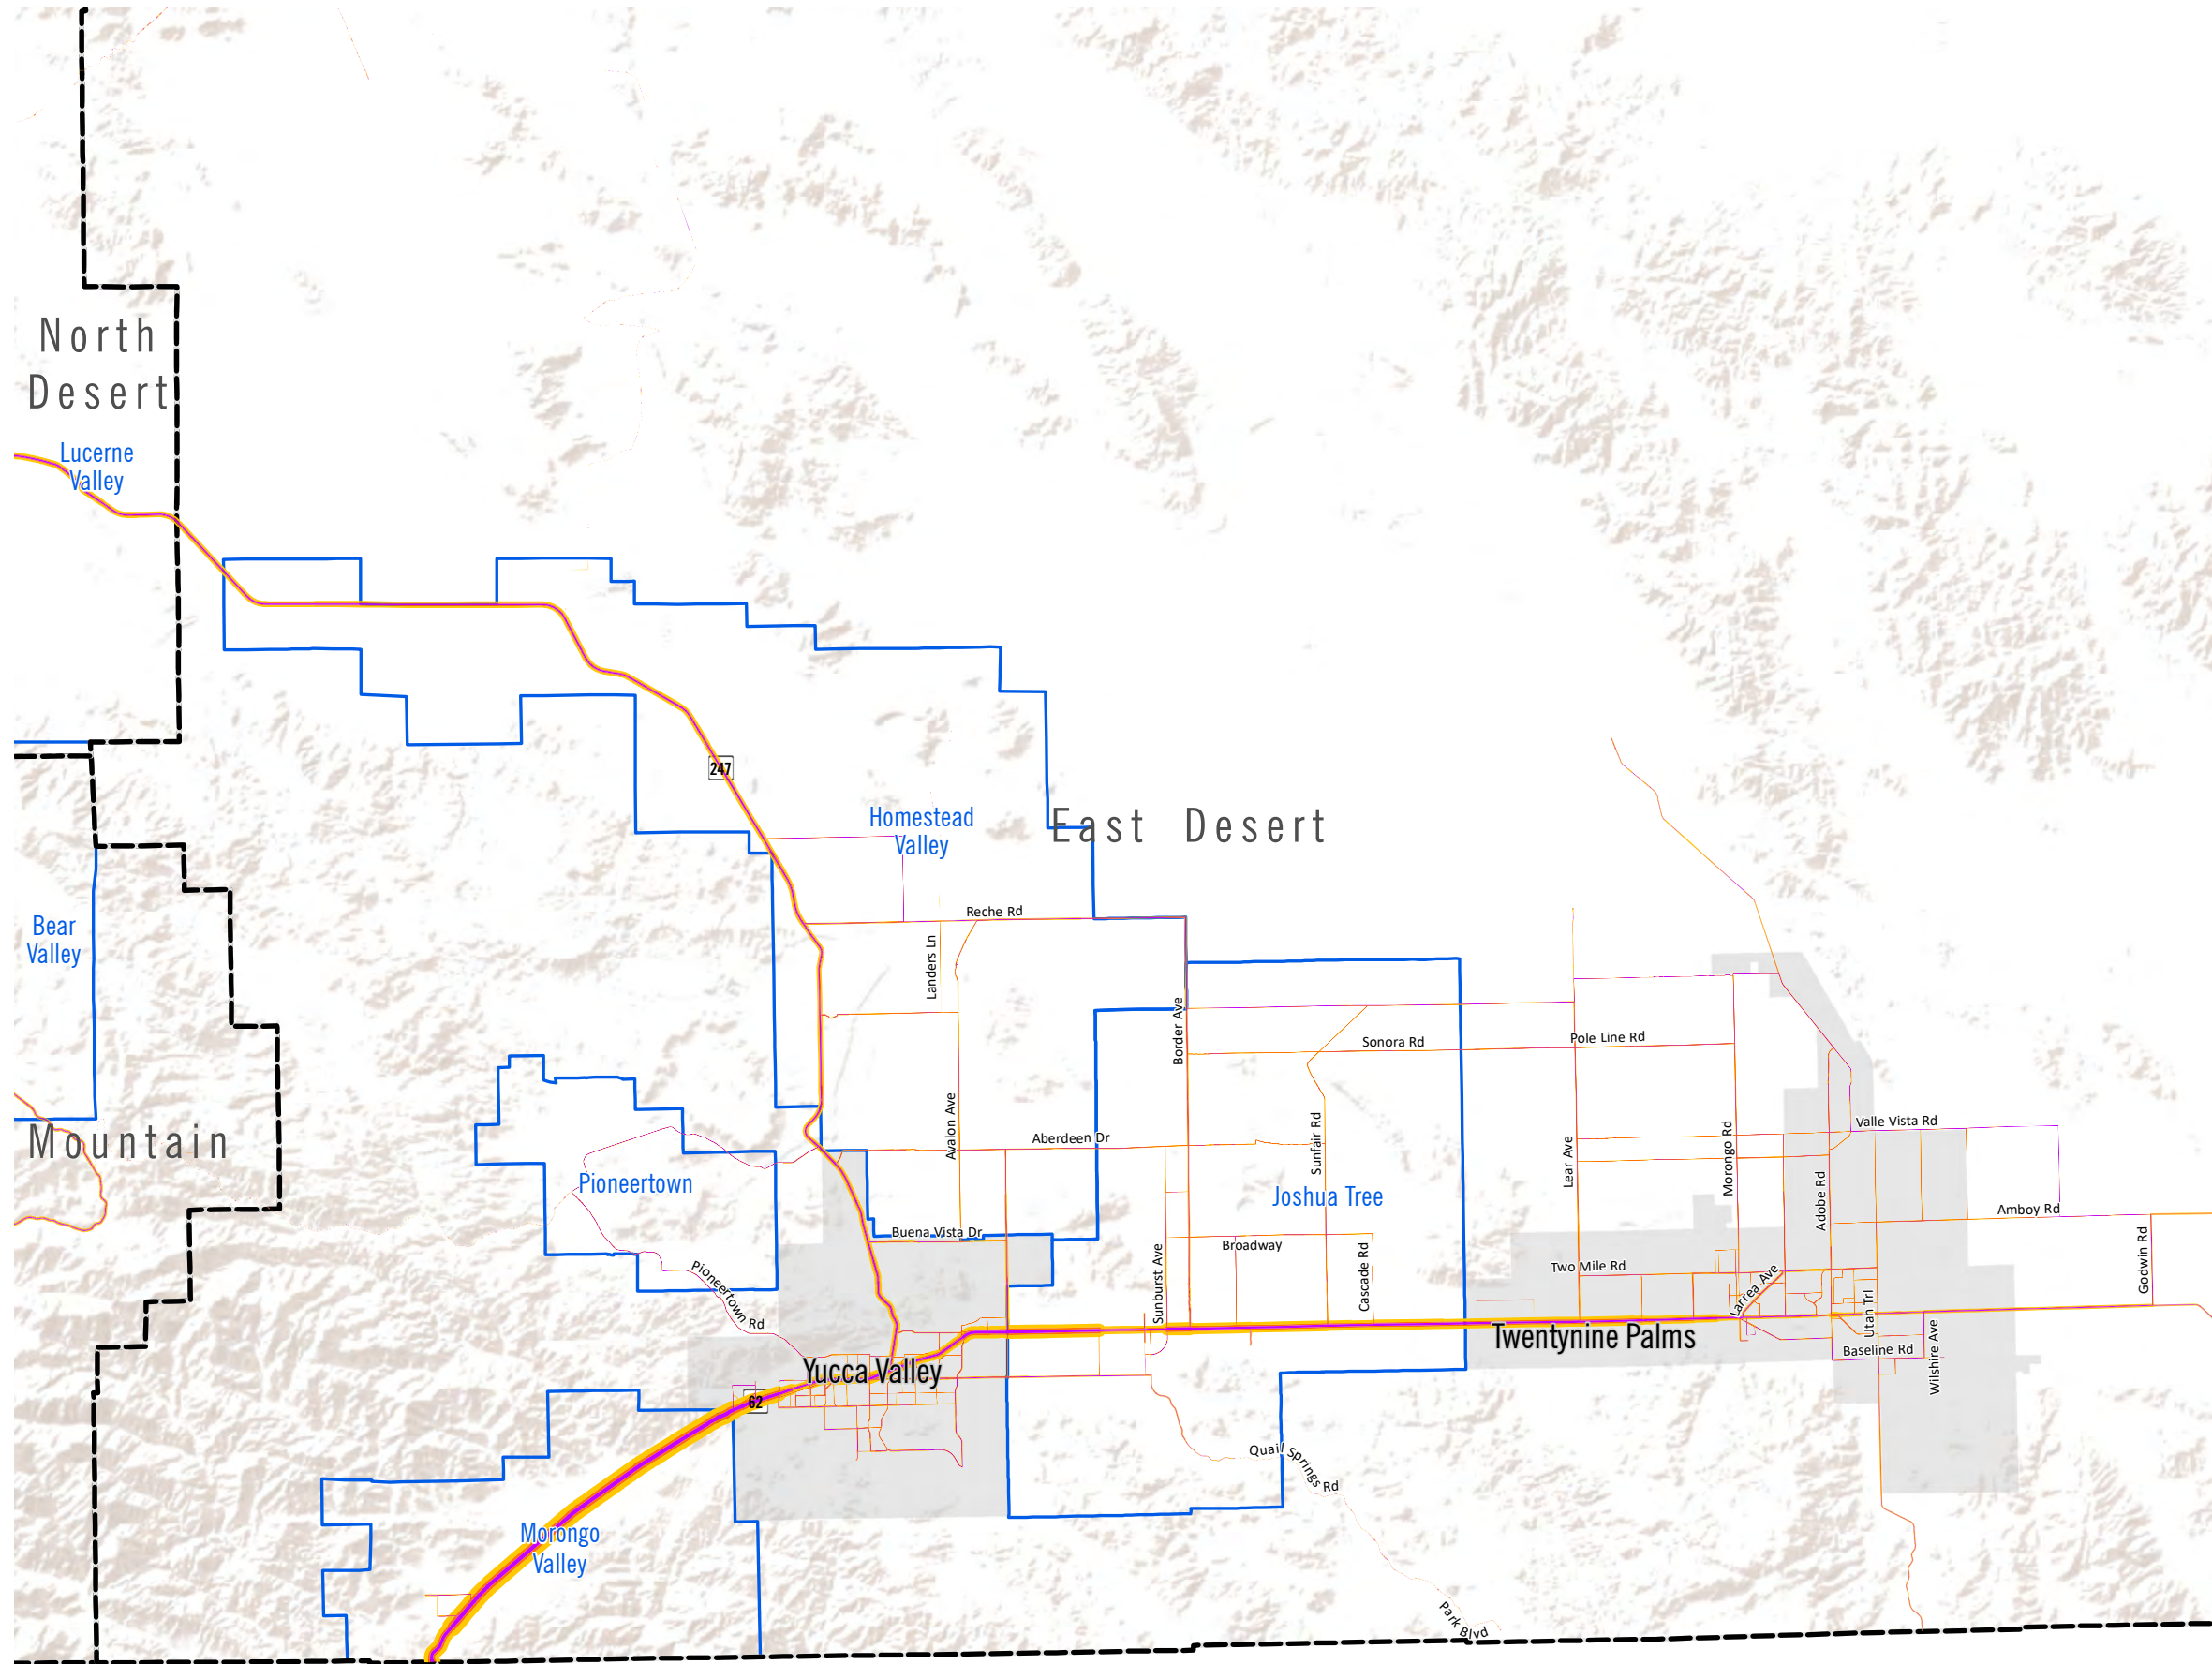 North
Desert
Lucerne
Valley
247
Homestead
Valley
East Desert
Bear
Valley
Reche Rd
Landers Ln
Border Ave
Sonora Rd
Pole Line Rd
Mountain
Avalon Ave
Aberdeen Dr
Sunfair Rd
Lear Ave
Morongo Rd
Valle Vista Rd
Pioneertown
Joshua Tree
Adobe Rd
Amboy Rd
Buena Vista Dr
Broadway
Pioneertown Rd
Sunburst Ave
Cascade Rd
Two Mile Rd
Larrea Ave
Utah Trl
Godwin Rd
Twentynine Palms
Baseline Rd
Wilshire Ave
Yucca Valley
62
Quail Springs Rd
Morongo
Valley
Park Blvd